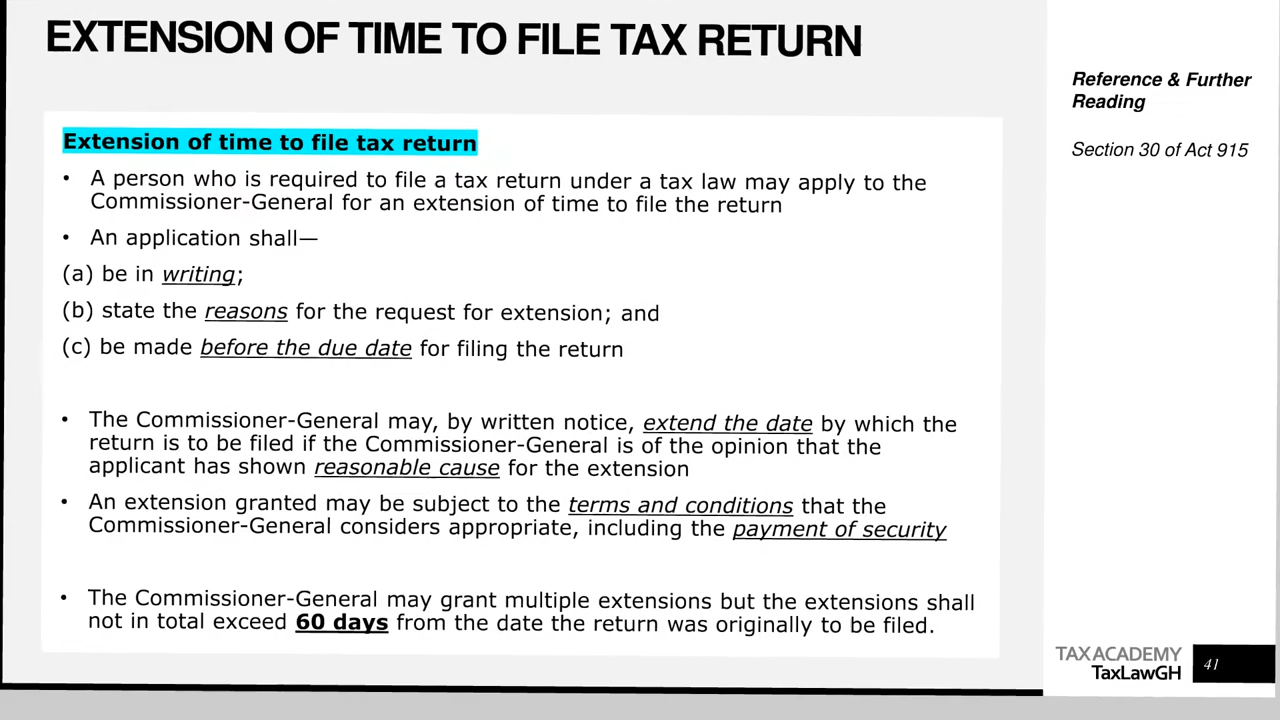 EXTENSION OF TIME TO FILE TAX RETURN
Extension of time to file tax return
• A person who is required to file a tax return under a tax law may apply to the
Commissioner-General for an extension of time to file the return
• An application shall—
(a) be in writing;
(b) state the reasons for the request for extension; and
(c) be made before the due date for filing the return
• The Commissioner-General may, by written notice, extend the date by which the
return is to be filed if the Commissioner-General is of the opinion that the
applicant has shown reasonable cause for the extension
• An extension granted may be subject to the terms and conditions that the
Commissioner-General considers appropriate, including the payment of security
• The Commissioner-General may grant multiple extensions but the extensions shall
not in total exceed 60 days from the date the return was originally to be filed.
Reference & Further
Reading
Section 30 of Act 915
TAX ACADEMY
TaxLawGH
41